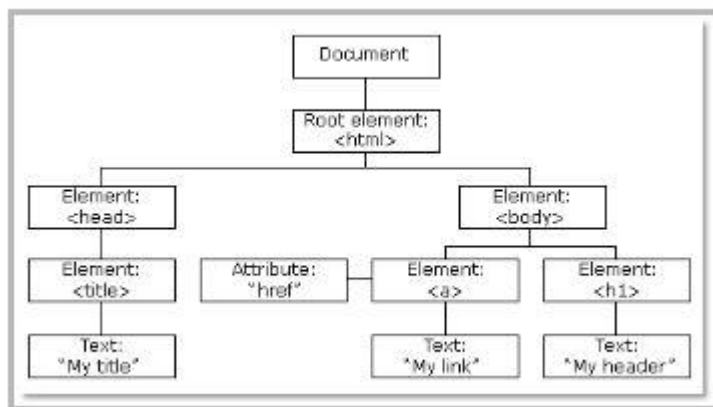 Document
Root element:
<html>
Element:
<head>
Element:
<body>
Element:
<title>
Attribute:
"href"
Element:
<a>
Element:
<h1>
Text:
"My title"
Text:
"My link"
Text:
"My header"